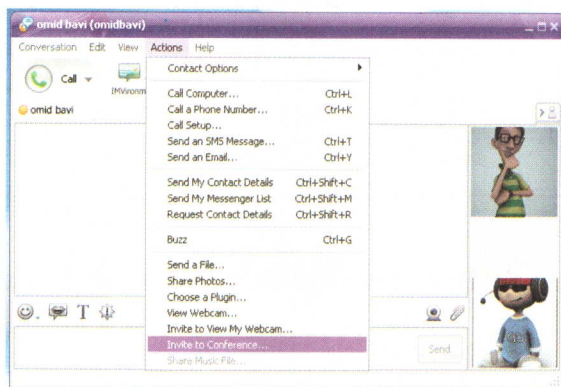 omid bavi (omidbavi)
Conversation Edit View Actions Help
Call
IMVironm
omid bavi
Contact Options
Call Computer... Ctrl+L
Call a Phone Number... Ctrl+K
Call Setup...
Send an SMS Message... Ctrl+T
Send an Email... Ctrl+Y
Send My Contact Details Ctrl+Shift+C
Send My Messenger List Ctrl+Shift+M
Request Contact Details Ctrl+Shift+R
Buzz Ctrl+G
Send a File...
Share Photos...
Choose a Plugin...
View Webcam...
Invite to View My Webcam...
Invite to Conference...
Share Music File...
Send